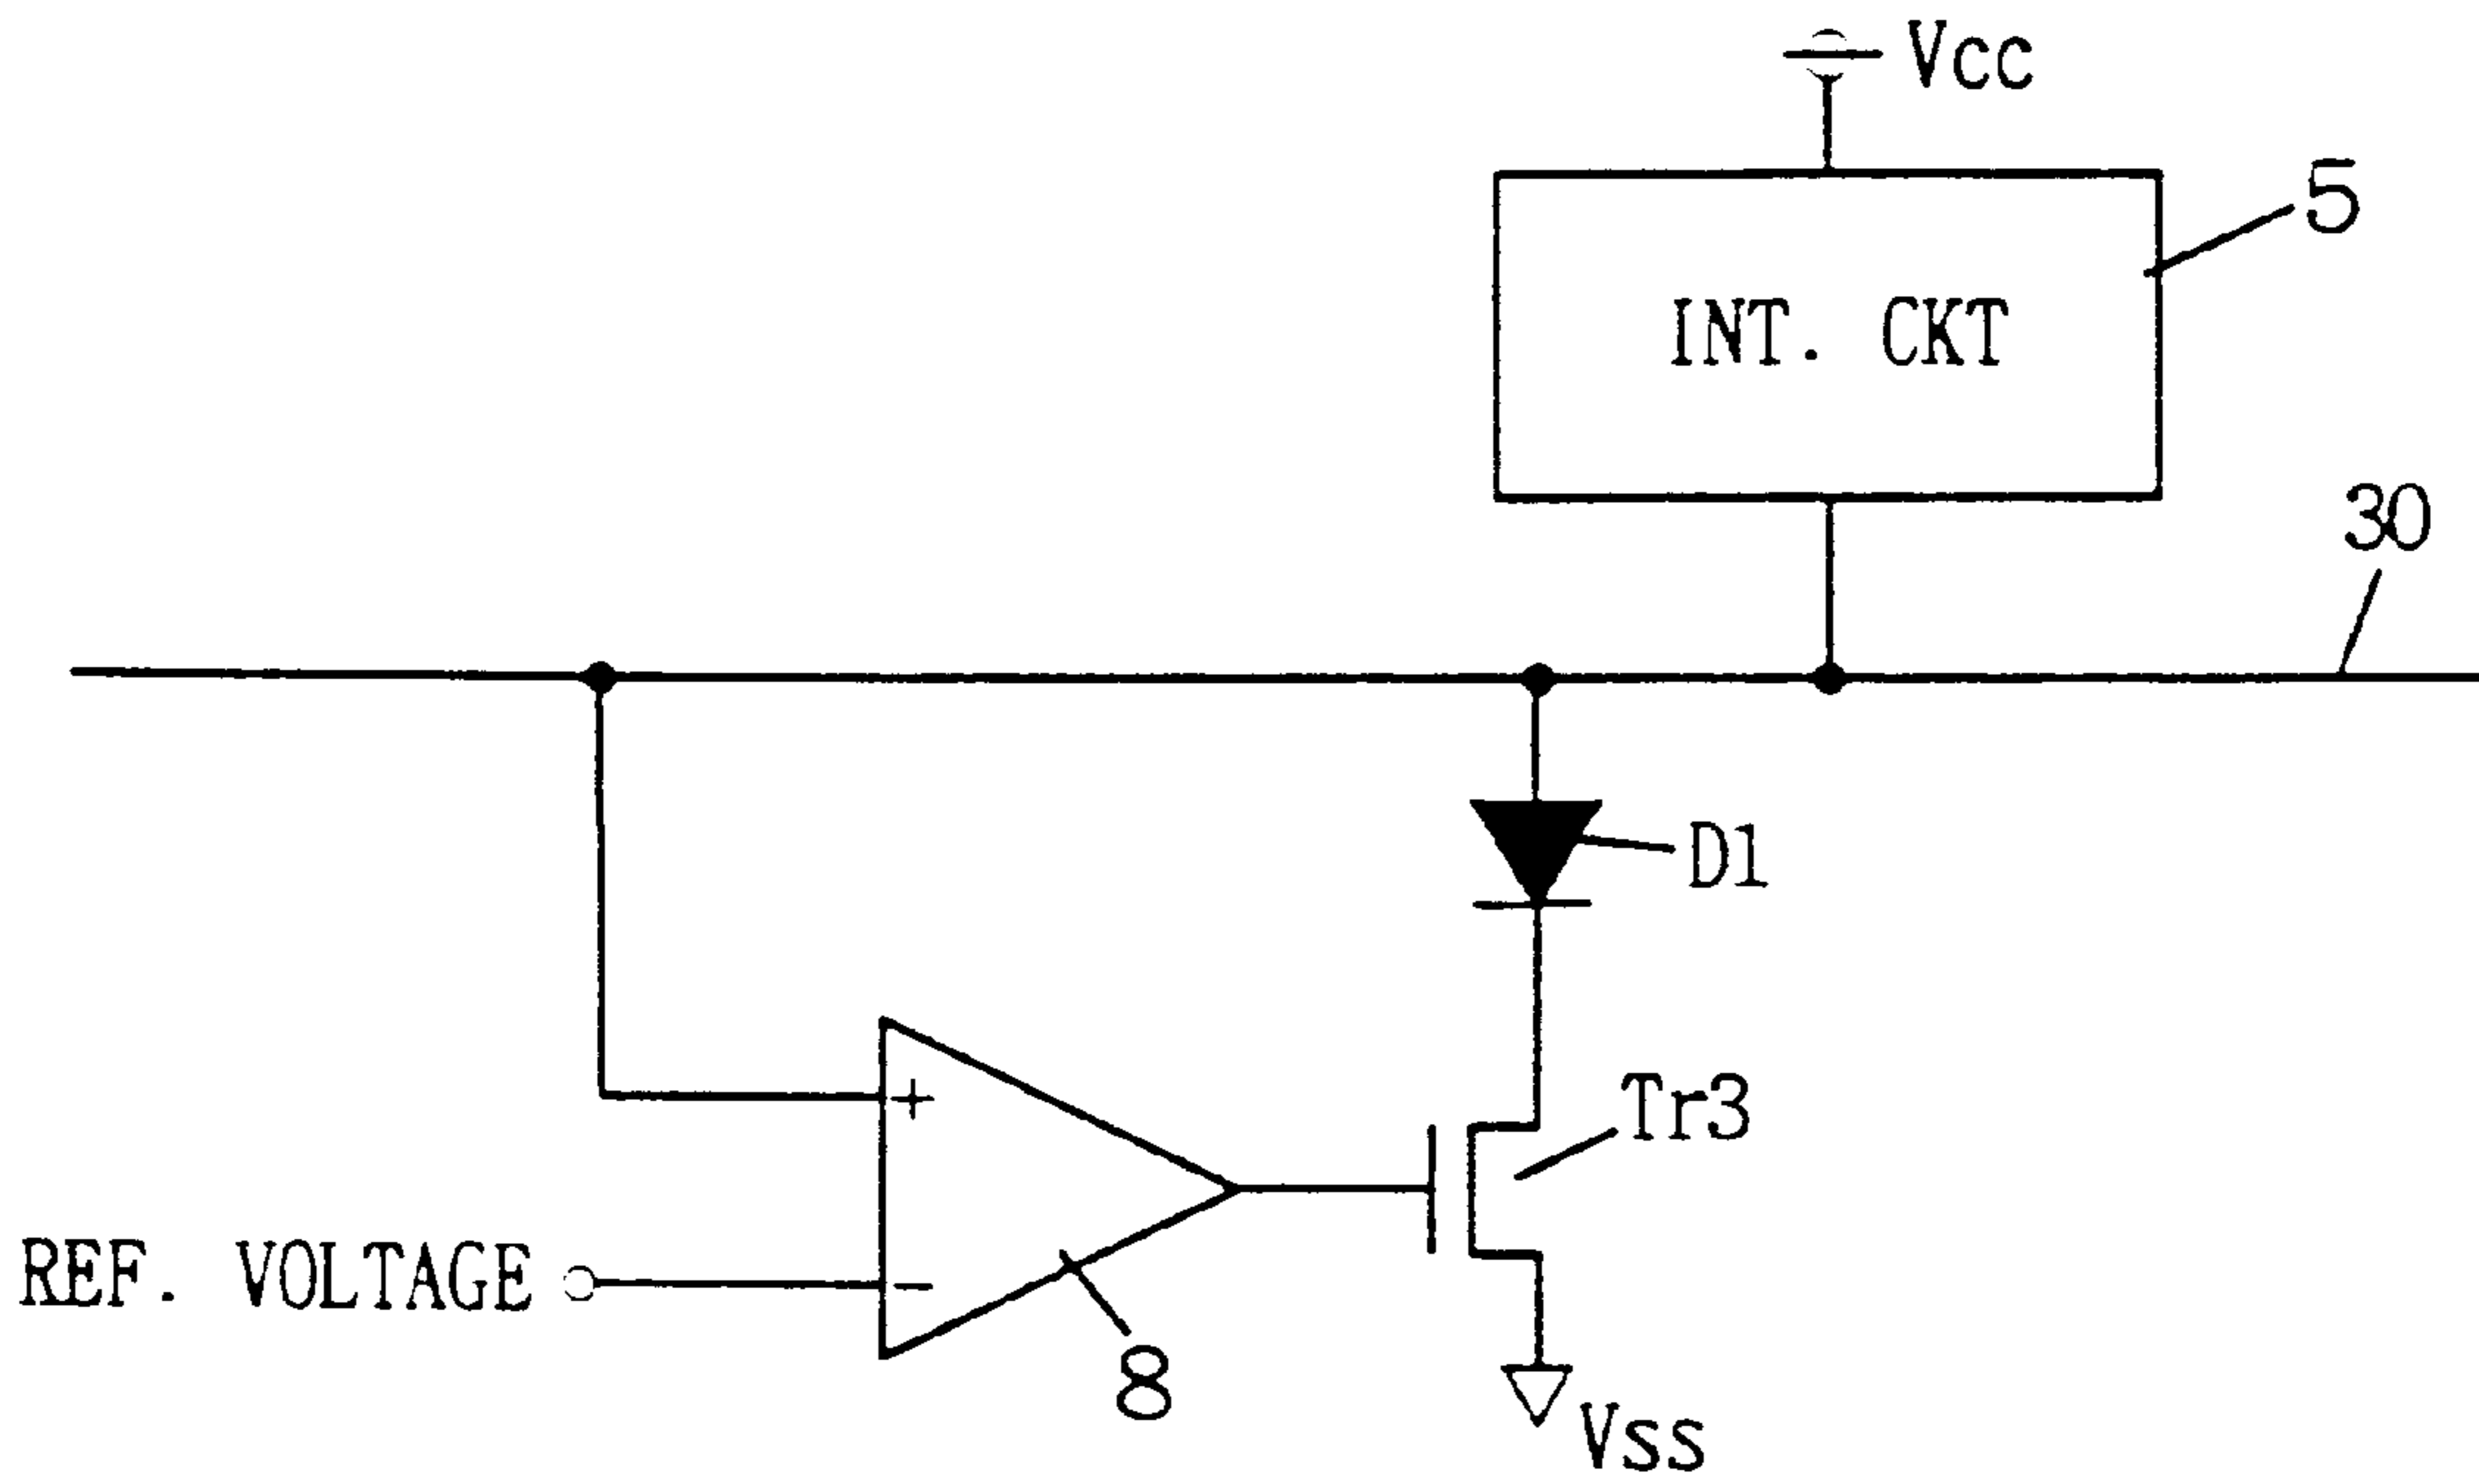 Vcc
5
INT. CKT
30
D1
+
Tr3
REF. VOLTAGE
−
8
Vss